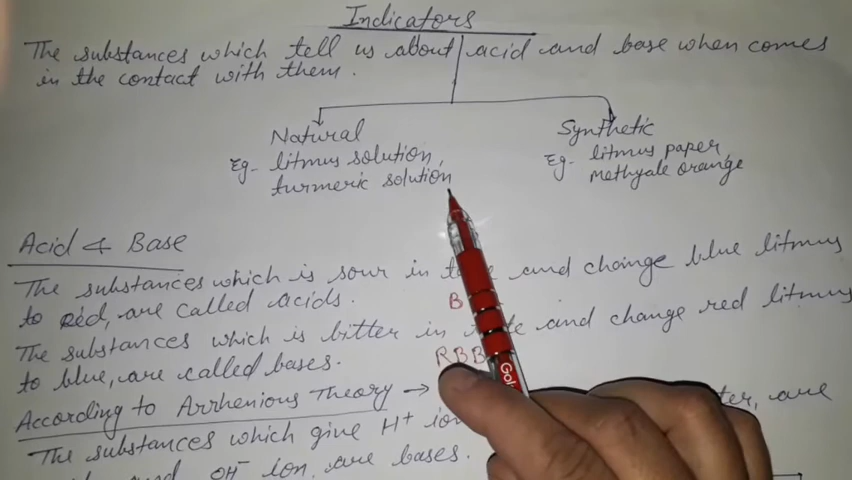 Indicators
The substances which tell us about acid and base when comes
in the contact with them.
Natural
Synthetic
Eg- litmus solution,
turmeric solution
Eg- litmus paper,
methyale orange
Acid & Base
The substances which is sour in and change blue litmus
to red, are called acids. B
The substances which is bitter in and change red litmus
to blue, are called bases. RBB
According to Arrhenious Theory →
The substances which give H+ ion are
OH- ion, are bases.